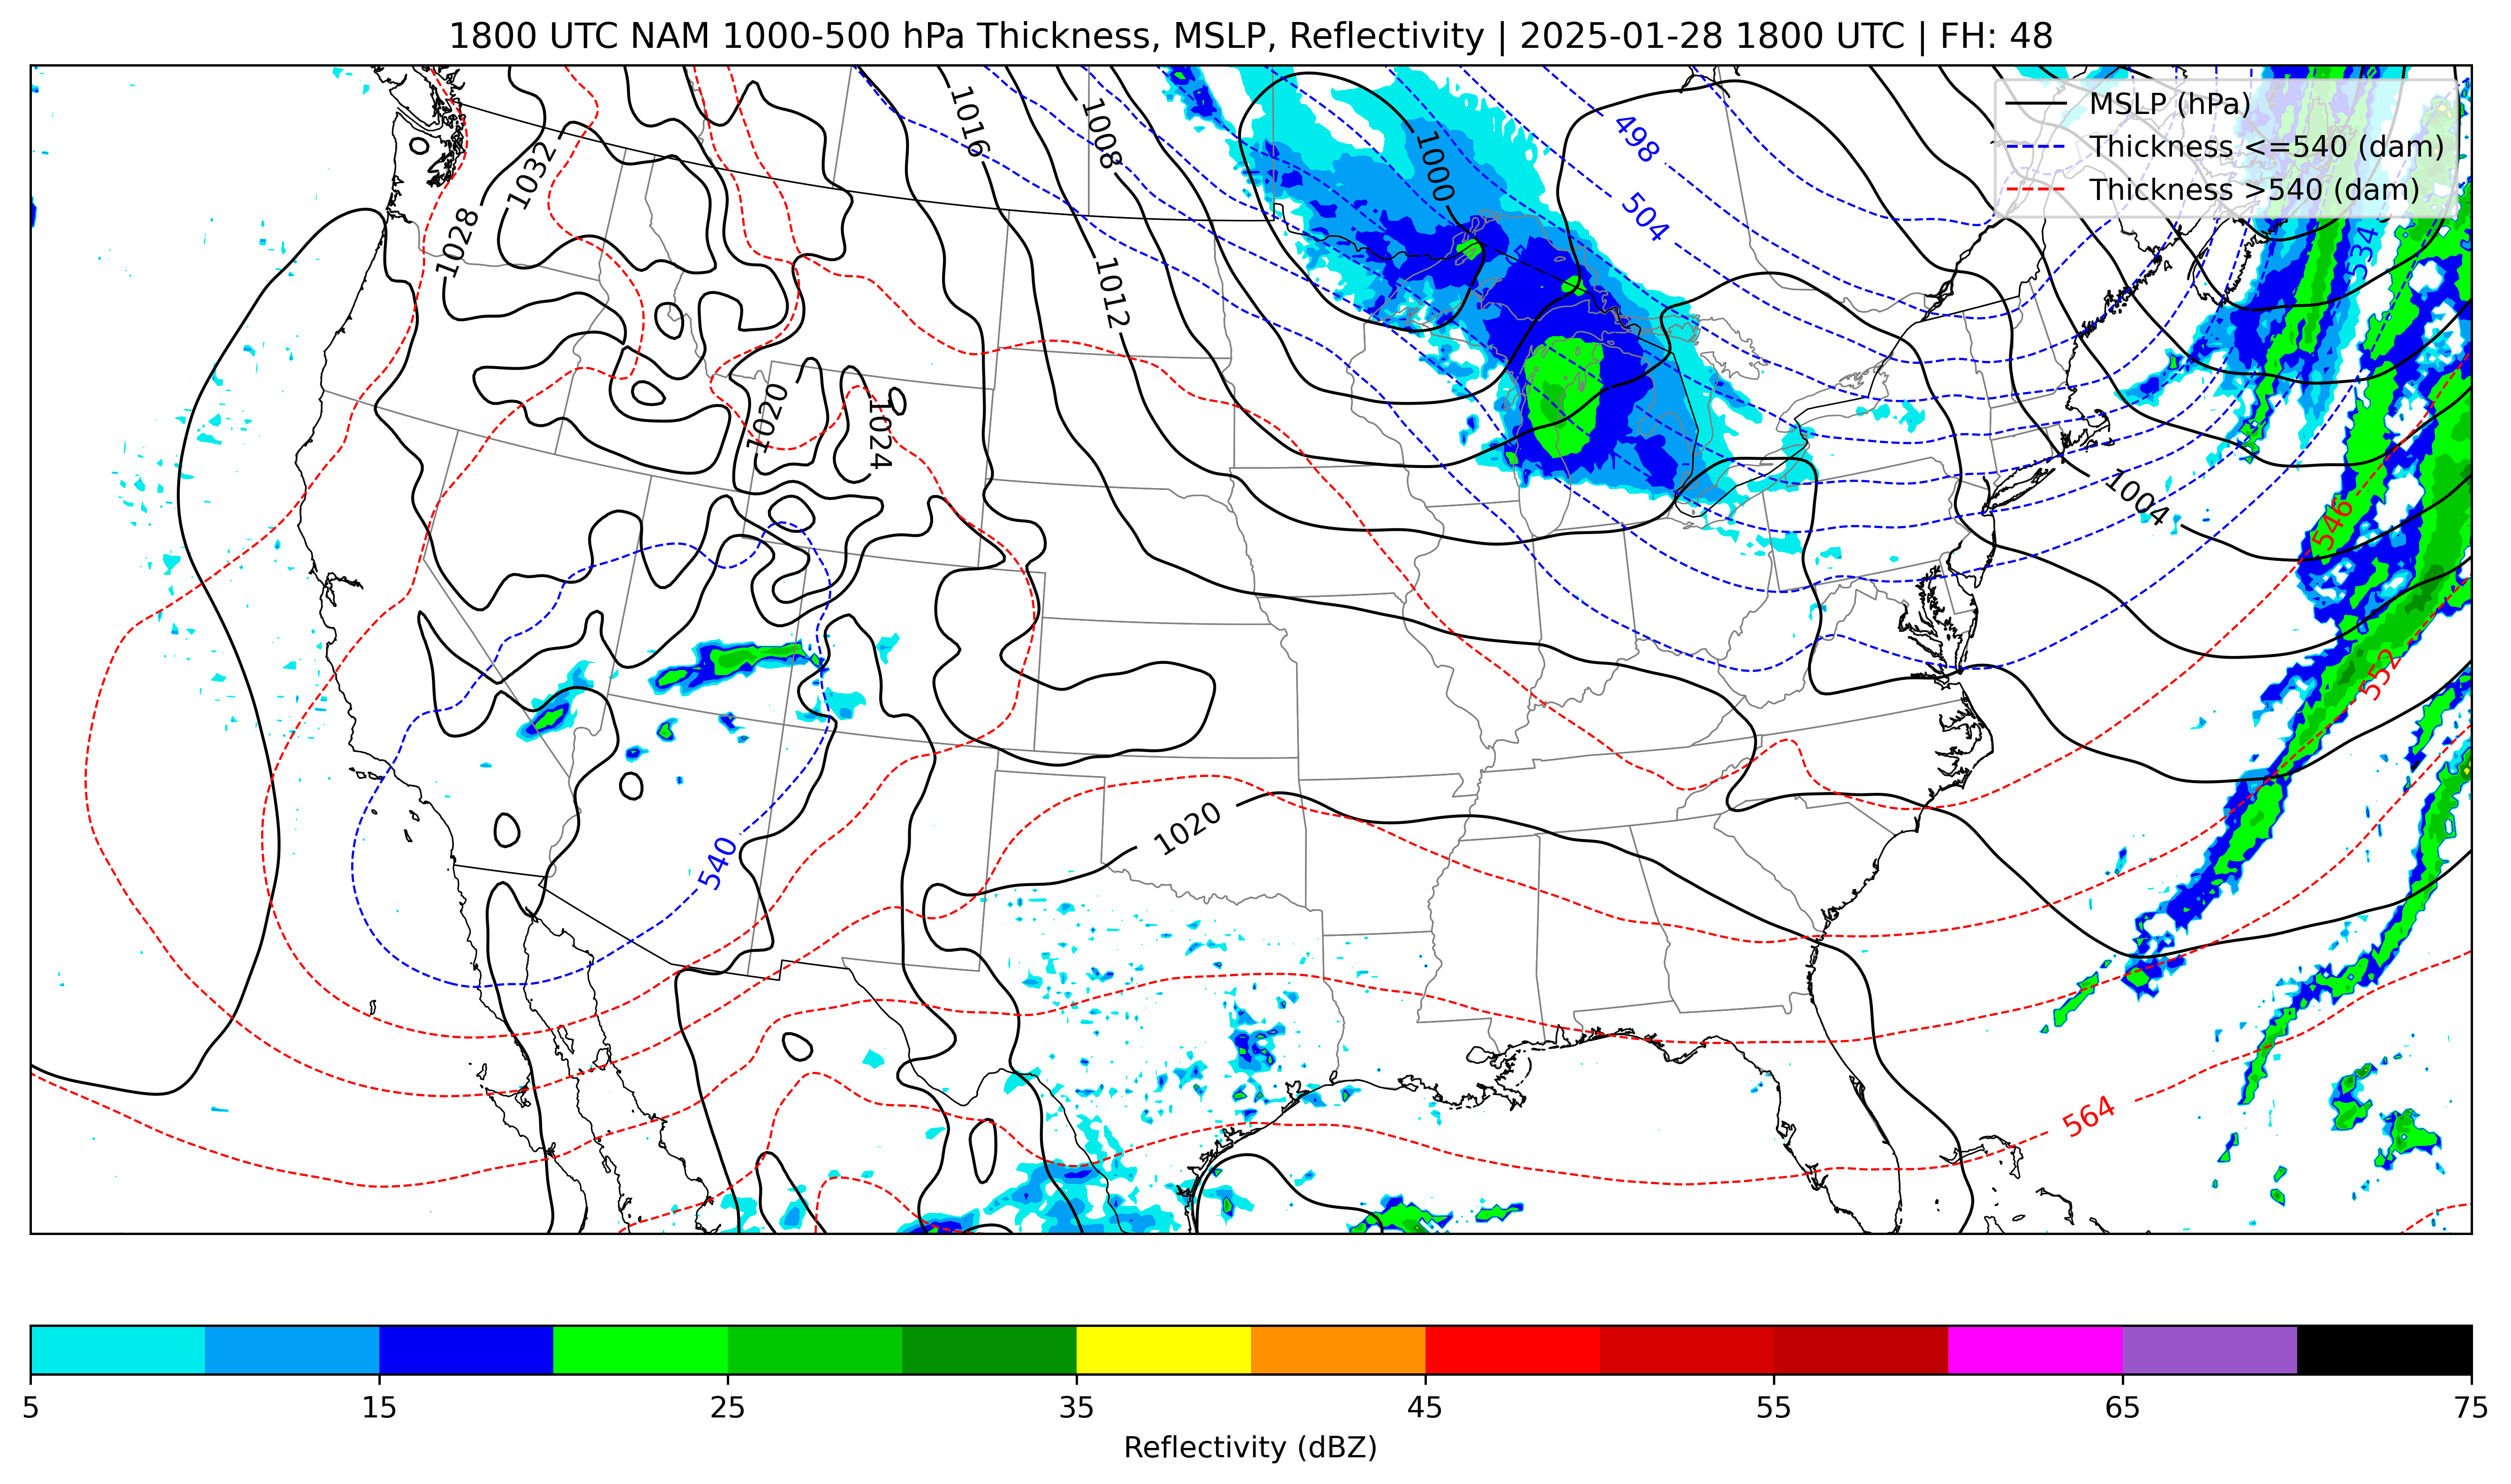 1800 UTC NAM 1000-500 hPa Thickness, MSLP, Reflectivity | 2025-01-28 1800 UTC | FH: 48
MSLP (hPa)
Thickness <=540 (dam)
Thickness >540 (dam)
1016
1008
1000
498
1032
504
1028
534
1012
1020
1024
1004
546
552
1020
540
564
5 15 25 35 45 55 65 75
Reflectivity (dBZ)